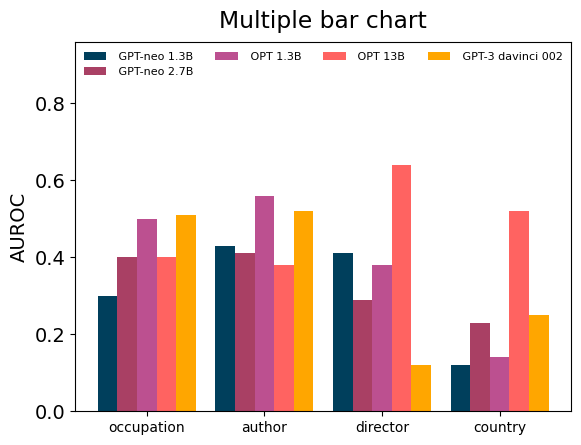 Multiple bar chart
GPT-neo 1.3B
GPT-neo 2.7B
OPT 1.3B
OPT 13B
GPT-3 davinci 002
AUROC
0.8
0.6
0.4
0.2
0.0
occupation author director country